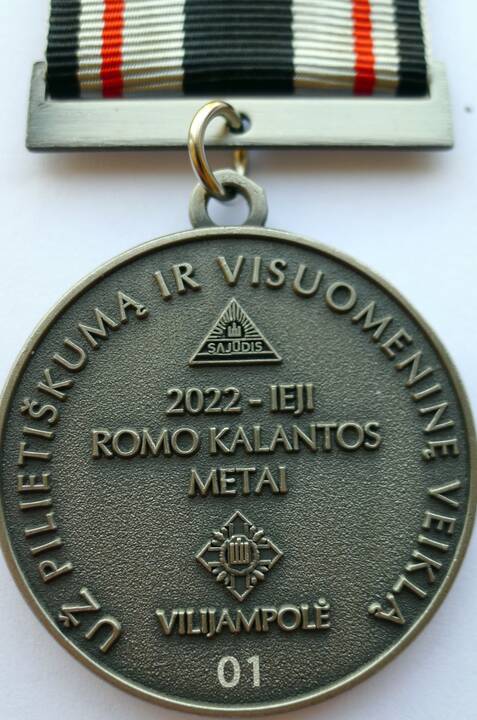 UŽ PILIETIŠKUMĄ IR VISUOMENINĘ VEIKLĄ
SĄJŪDIS
2022 - IEJI
ROMO KALANTOS
METAI
VILIJAMPOLĖ
01